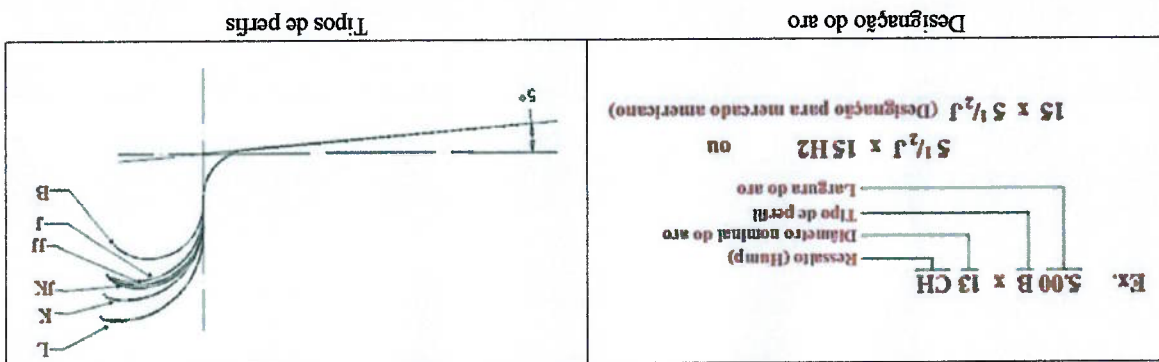 Ex. 5,00 B x 13 CH
Ressalto (Hump)
Diâmetro nominal do aro
Tipo de perfil
Largura do aro
5 ½ J x 15 H2 ou
15 x 5 ½ J (Designação para mercado americano)
L
K
JK
JJ
J
B
5°
Designação do aro
Tipos de perfis